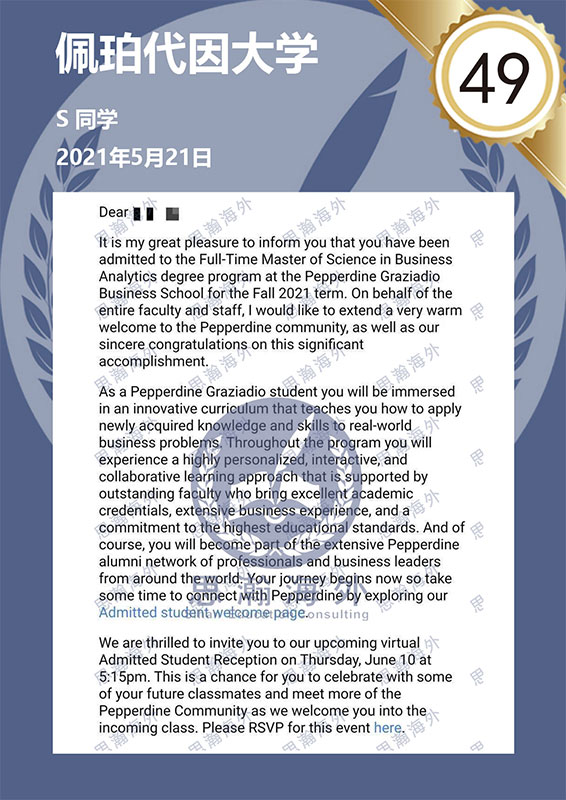 佩珀代因大学
49
S 同学
2021年5月21日
Dear
It is my great pleasure to inform you that you have been
admitted to the Full-Time Master of Science in Business
Analytics degree program at the Pepperdine Graziadio
Business School for the Fall 2021 term. On behalf of the
entire faculty and staff, I would like to extend a very warm
welcome to the Pepperdine community, as well as our
sincere congratulations on this significant
accomplishment.
As a Pepperdine Graziadio student you will be immersed
in an innovative curriculum that teaches you how to apply
newly acquired knowledge and skills to real-world
business problems. Throughout the program you will
experience a highly personalized, interactive, and
collaborative learning approach that is supported by
outstanding faculty who bring excellent academic
credentials, extensive business experience, and a
commitment to the highest educational standards. And of
course, you will become part of the extensive Pepperdine
alumni network of professionals and business leaders
from around the world. Your journey begins now so take
some time to connect with Pepperdine by exploring our
Admitted student welcome page.
思瀚海外
Consulting
We are thrilled to invite you to our upcoming virtual
Admitted Student Reception on Thursday, June 10 at
5:15pm. This is a chance for you to celebrate with some
of your future classmates and meet more of the
Pepperdine Community as we welcome you into the
incoming class. Please RSVP for this event here.